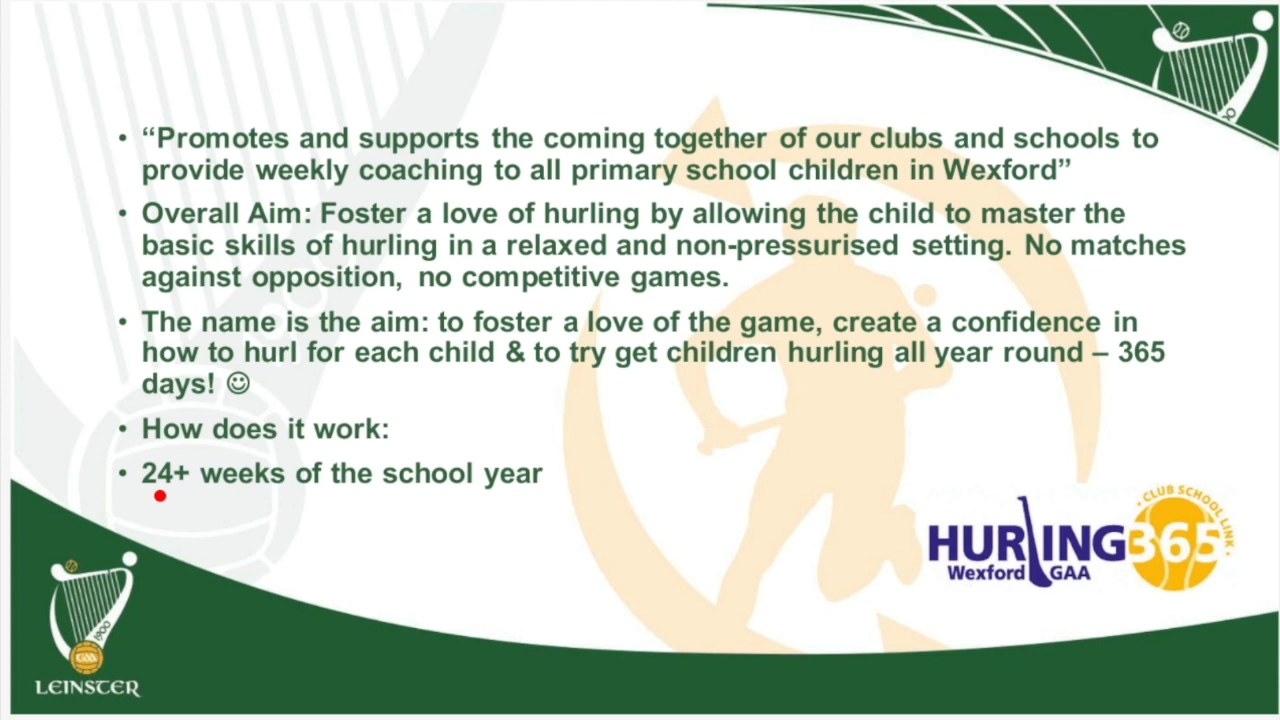 • “Promotes and supports the coming together of our clubs and schools to
provide weekly coaching to all primary school children in Wexford”
• Overall Aim: Foster a love of hurling by allowing the child to master the
basic skills of hurling in a relaxed and non-pressurised setting. No matches
against opposition, no competitive games.
• The name is the aim: to foster a love of the game, create a confidence in
how to hurl for each child & to try get children hurling all year round – 365
days! ☺
• How does it work:
• 24+ weeks of the school year
• CLUB SCHOOL LINK •
HURLING365
Wexford GAA
1900
GAA
LEINSTER